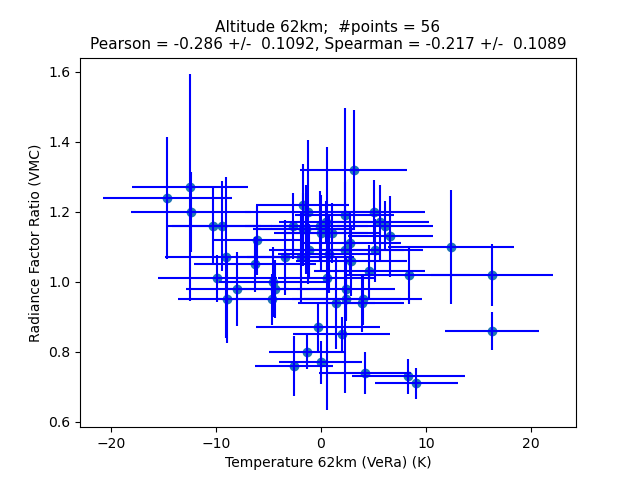 Altitude 62km;  #points = 56
Pearson = -0.286 +/-  0.1092, Spearman = -0.217 +/-  0.1089
1.6
1.4
1.2
1.0
0.8
0.6
Radiance Factor Ratio (VMC)
−20
−10
0
10
20
Temperature 62km (VeRa) (K)